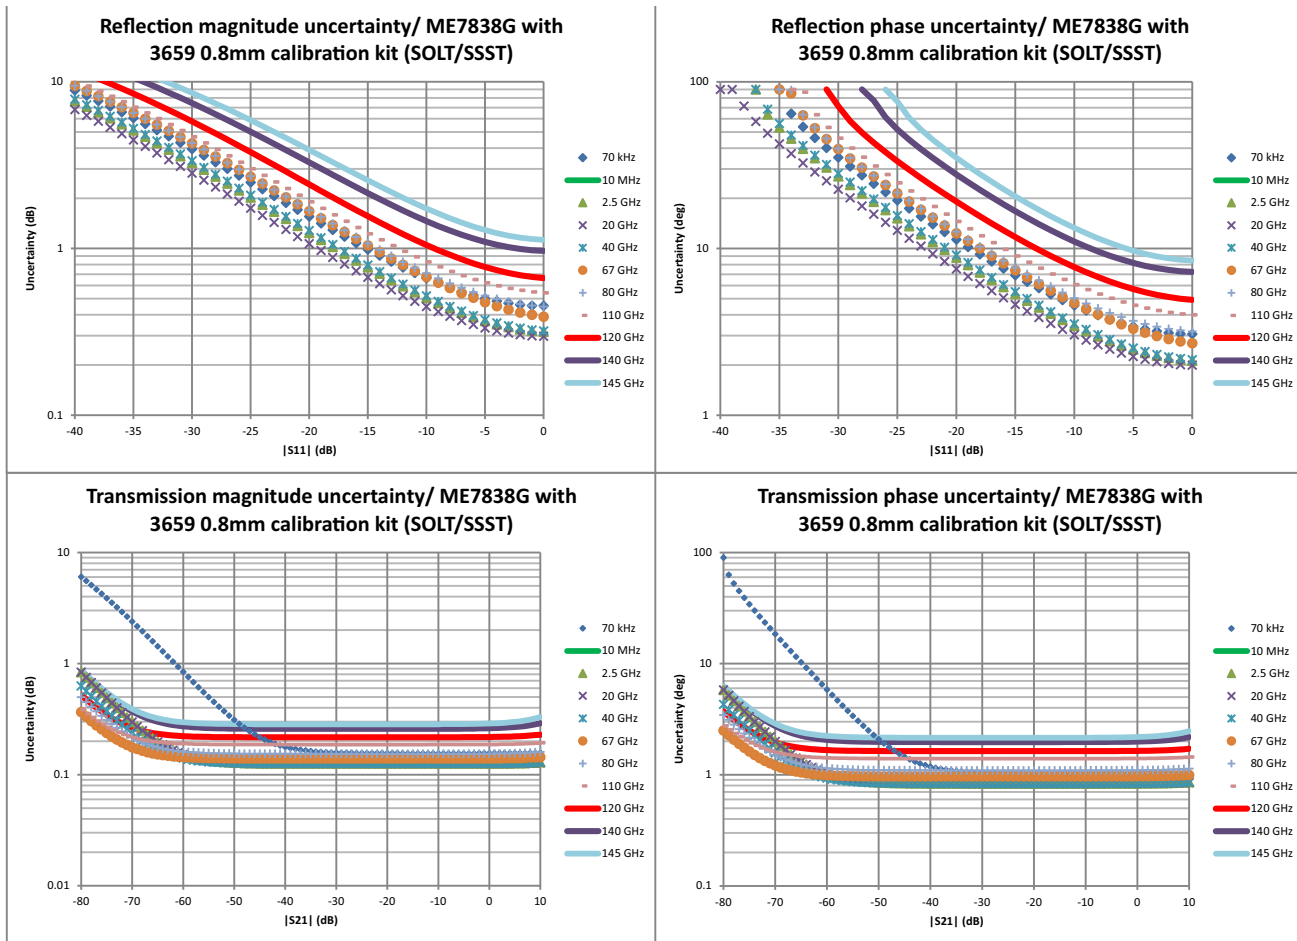 Reflection magnitude uncertainty/ ME7838G with
3659 0.8mm calibration kit (SOLT/SSST)
10
1
0.1
Uncertainty (dB)
-40 -35 -30 -25 -20 -15 -10 -5 0
|S11| (dB)
70 kHz
10 MHz
2.5 GHz
20 GHz
40 GHz
67 GHz
80 GHz
110 GHz
120 GHz
140 GHz
145 GHz
Reflection phase uncertainty/ ME7838G with
3659 0.8mm calibration kit (SOLT/SSST)
100
10
1
Uncertainty (deg)
-40 -35 -30 -25 -20 -15 -10 -5 0
|S11| (dB)
70 kHz
10 MHz
2.5 GHz
20 GHz
40 GHz
67 GHz
80 GHz
110 GHz
120 GHz
140 GHz
145 GHz
Transmission magnitude uncertainty/ ME7838G with
3659 0.8mm calibration kit (SOLT/SSST)
10
1
0.1
0.01
Uncertainty (dB)
-80 -70 -60 -50 -40 -30 -20 -10 0 10
|S21| (dB)
70 kHz
10 MHz
2.5 GHz
20 GHz
40 GHz
67 GHz
80 GHz
110 GHz
120 GHz
140 GHz
145 GHz
Transmission phase uncertainty/ ME7838G with
3659 0.8mm calibration kit (SOLT/SSST)
100
10
1
0.1
Uncertainty (deg)
-80 -70 -60 -50 -40 -30 -20 -10 0 10
|S21| (dB)
70 kHz
10 MHz
2.5 GHz
20 GHz
40 GHz
67 GHz
80 GHz
110 GHz
120 GHz
140 GHz
145 GHz